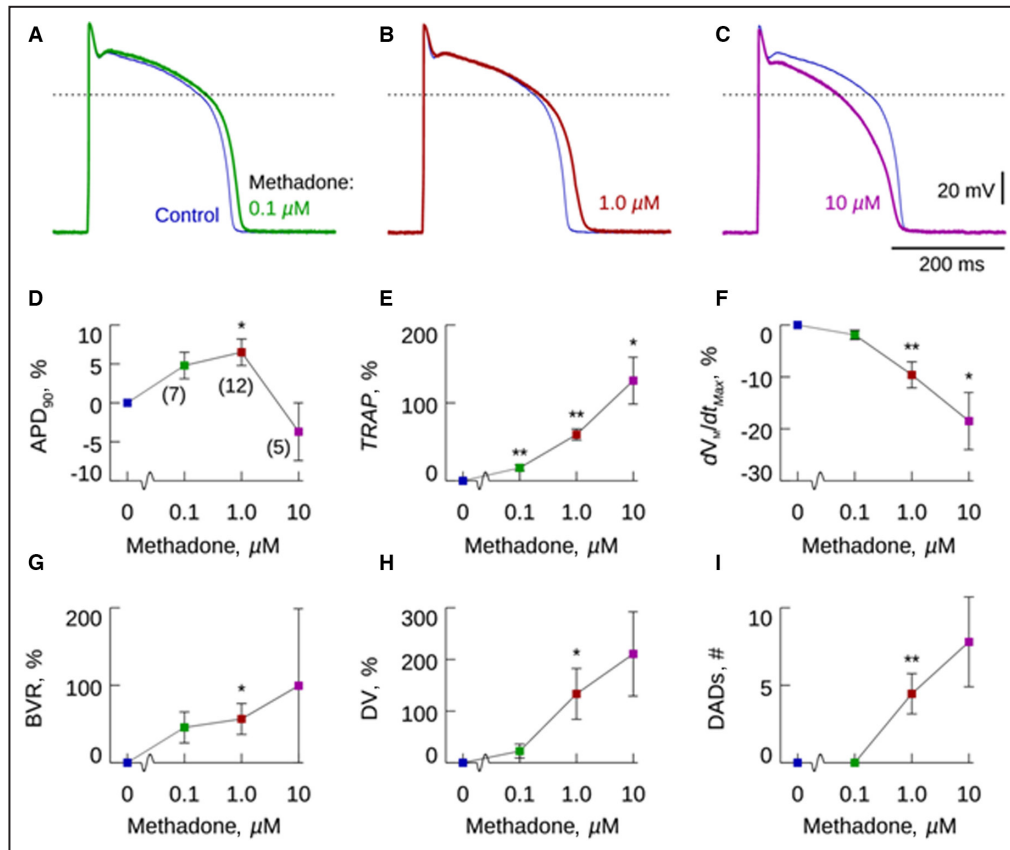 A
B
C
Methadone:
0.1 µM
Control
1.0 µM
10 µM
20 mV
200 ms
D
APD90, %
10
5
0
-5
-10
*
(7)
(12)
(5)
0 0.1 1.0 10
Methadone, µM
E
TRAP, %
200
100
0
**
**
*
0 0.1 1.0 10
Methadone, µM
F
dVM/dtMax, %
0
-10
-20
-30
**
*
0 0.1 1.0 10
Methadone, µM
G
BVR, %
200
100
0
*
0 0.1 1.0 10
Methadone, µM
H
DV, %
300
200
100
0
*
0 0.1 1.0 10
Methadone, µM
I
DADs, #
10
5
0
**
0 0.1 1.0 10
Methadone, µM